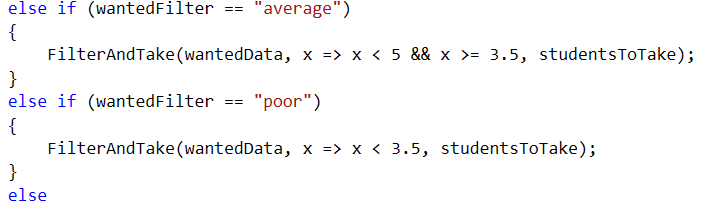 else if (wantedFilter == "average")
{
    FilterAndTake(wantedData, x => x < 5 && x >= 3.5, studentsToTake);
}
else if (wantedFilter == "poor")
{
    FilterAndTake(wantedData, x => x < 3.5, studentsToTake);
}
else